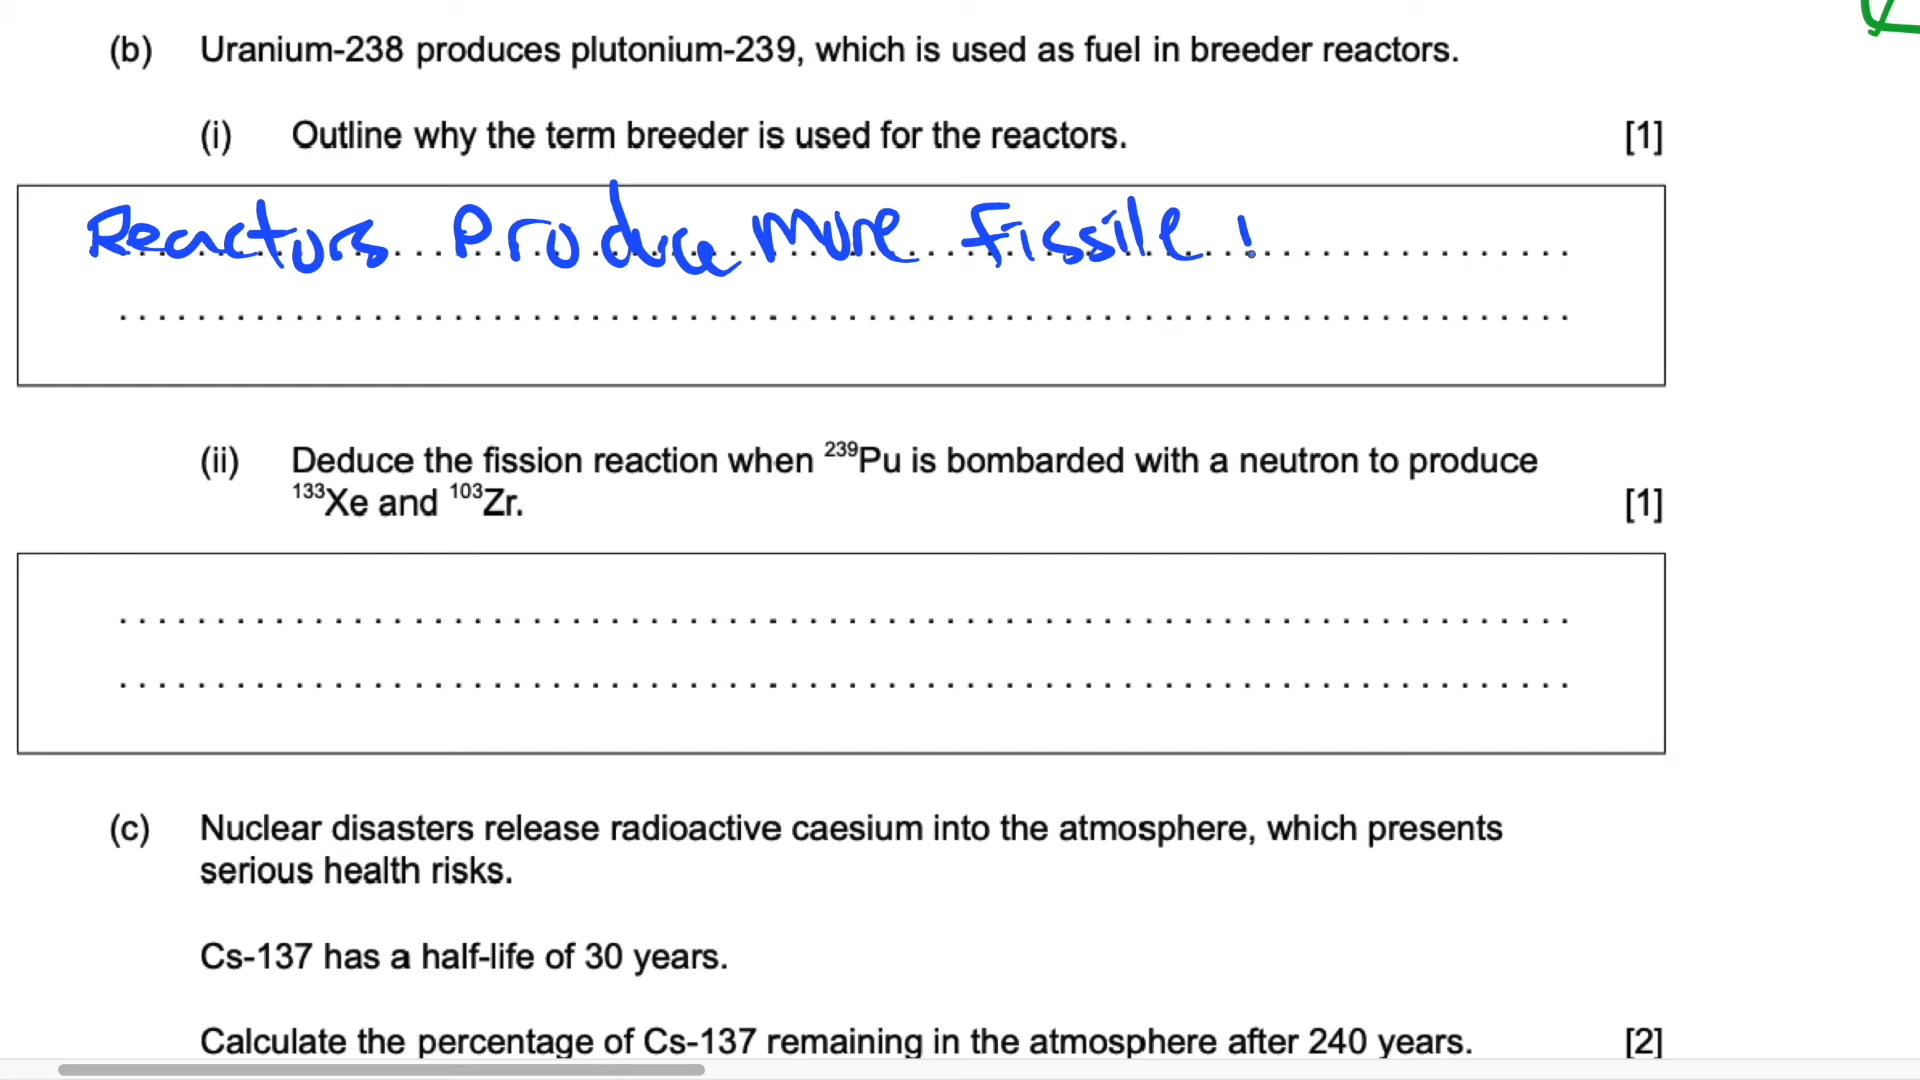 (b) Uranium-238 produces plutonium-239, which is used as fuel in breeder reactors.
(i) Outline why the term breeder is used for the reactors. [1]
Reactors Produce more fissile !
(ii) Deduce the fission reaction when ²³⁹Pu is bombarded with a neutron to produce
¹³³Xe and ¹⁰³Zr. [1]
(c) Nuclear disasters release radioactive caesium into the atmosphere, which presents
serious health risks.
Cs-137 has a half-life of 30 years.
Calculate the percentage of Cs-137 remaining in the atmosphere after 240 years. [2]